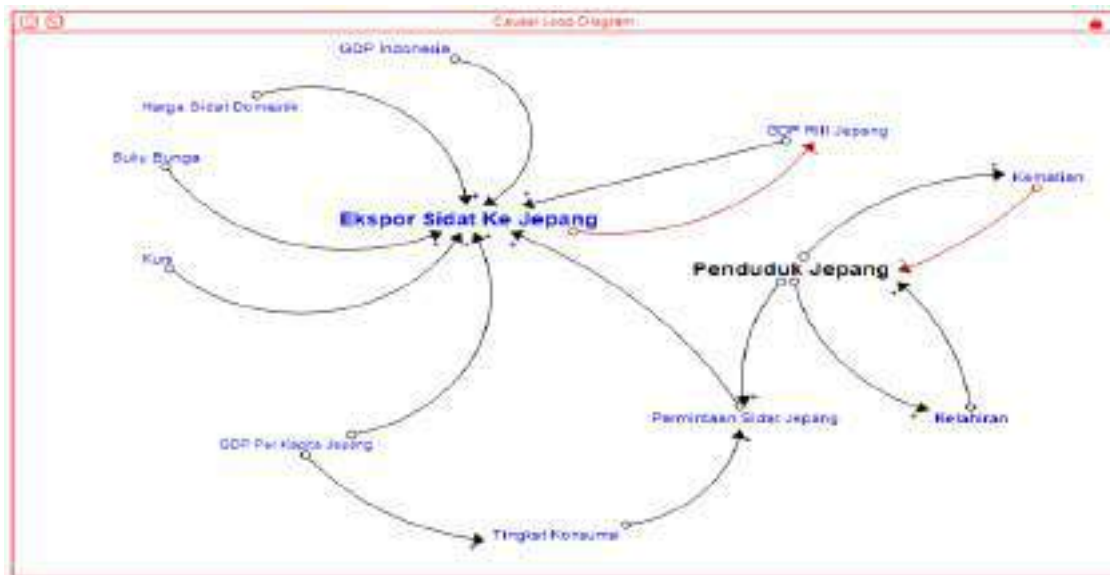 Causal Loop Diagram
GDP Indonesia
Harga Sidat Domestik
GDP Riil Jepang
Suku Bunga
Kematian
Ekspor Sidat Ke Jepang
Kurs
Penduduk Jepang
Permintaan Sidat Jepang
Kelahiran
GDP Per Kapita Jepang
Tingkat Konsumsi